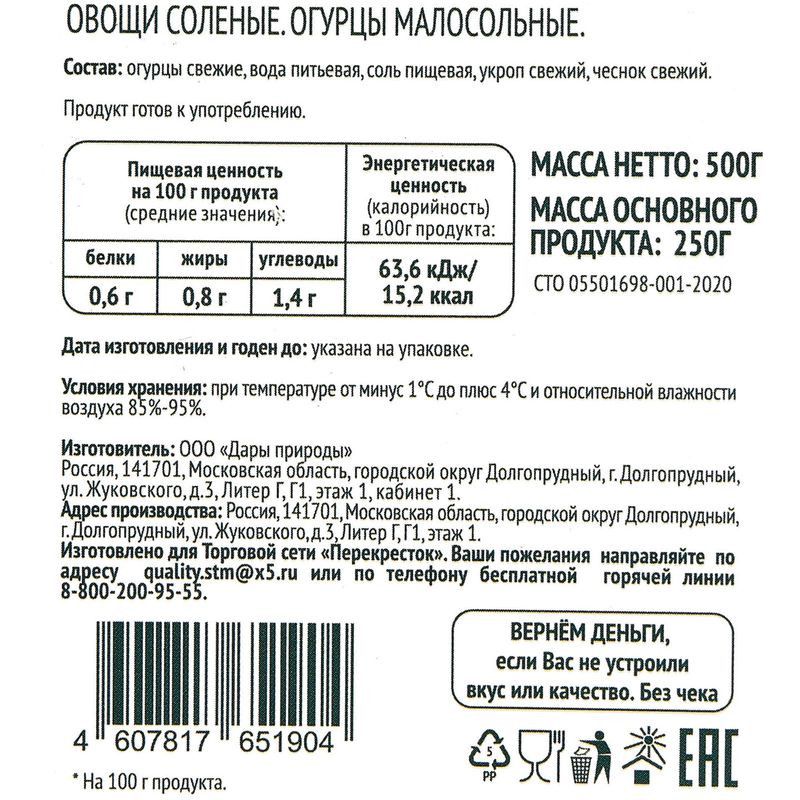 ОВОЩИ СОЛЕНЫЕ. ОГУРЦЫ МАЛОСОЛЬНЫЕ.
Состав: огурцы свежие, вода питьевая, соль пищевая, укроп свежий, чеснок свежий.
Продукт готов к употреблению.
Пищевая ценность
на 100 г продукта
(средние значения):
белки жиры углеводы
0,6 г 0,8 г 1,4 г
Энергетическая
ценность
(калорийность)
в 100г продукта:
63,6 кДж/
15,2 ккал
МАССА НЕТТО: 500Г
МАССА ОСНОВНОГО
ПРОДУКТА: 250Г
СТО 05501698-001-2020
Дата изготовления и годен до: указана на упаковке.
Условия хранения: при температуре от минус 1°С до плюс 4°С и относительной влажности
воздуха 85%-95%.
Изготовитель: ООО «Дары природы»
Россия, 141701, Московская область, городской округ Долгопрудный, г. Долгопрудный,
ул. Жуковского, д.3, Литер Г, Г1, этаж 1, кабинет 1.
Адрес производства: Россия, 141701, Московская область, городской округ Долгопрудный,
г. Долгопрудный, ул. Жуковского, д.3, Литер Г, Г1, этаж 1.
Изготовлено для Торговой сети «Перекресток». Ваши пожелания направляйте по
адресу quality.stm@x5.ru или по телефону бесплатной горячей линии
8-800-200-95-55.
4 607817 651904
* На 100 г продукта.
ВЕРНЁМ ДЕНЬГИ,
если Вас не устроили
вкус или качество. Без чека
5
PP
EAC